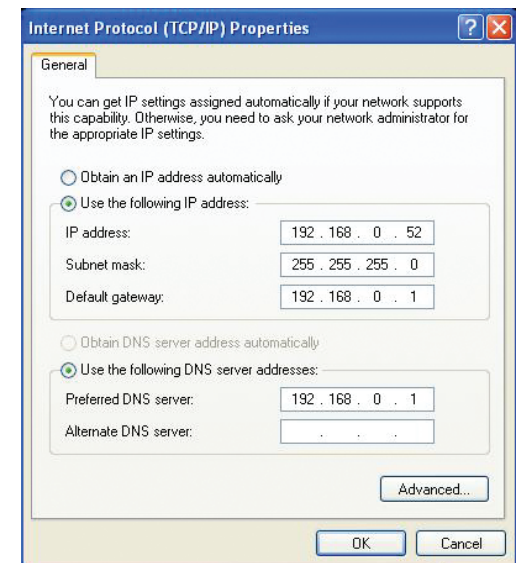 Internet Protocol (TCP/IP) Properties
General
You can get IP settings assigned automatically if your network supports
this capability. Otherwise, you need to ask your network administrator for
the appropriate IP settings.
Obtain an IP address automatically
Use the following IP address:
IP address: 192 . 168 . 0 . 52
Subnet mask: 255 . 255 . 255 . 0
Default gateway: 192 . 168 . 0 . 1
Obtain DNS server address automatically
Use the following DNS server addresses:
Preferred DNS server: 192 . 168 . 0 . 1
Alternate DNS server: . . .
Advanced...
OK Cancel